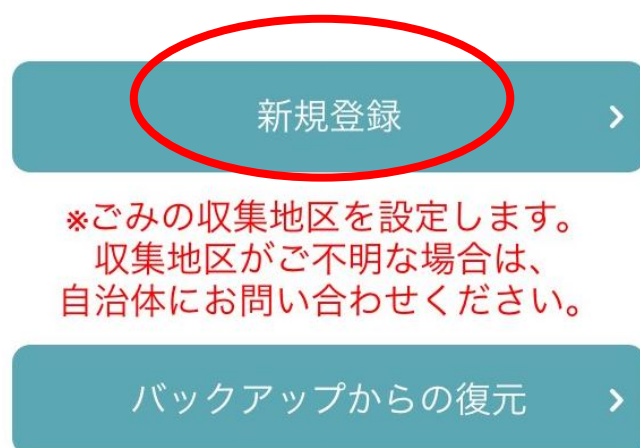 新規登録
※ごみの収集地区を設定します。
収集地区がご不明な場合は、
自治体にお問い合わせください。
バックアップからの復元